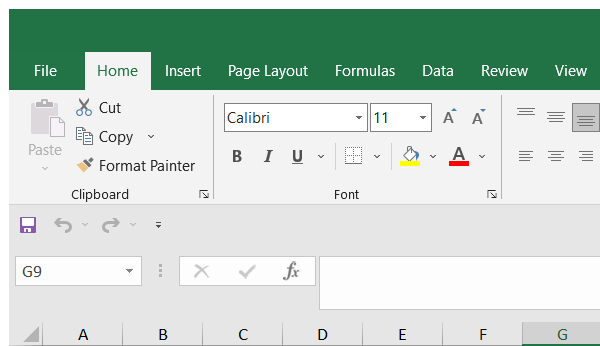 File Home Insert Page Layout Formulas Data Review View
Cut
Calibri 11 A A
Copy
Paste
B I U A
Format Painter
Clipboard Font
G9 fx
A B C D E F G